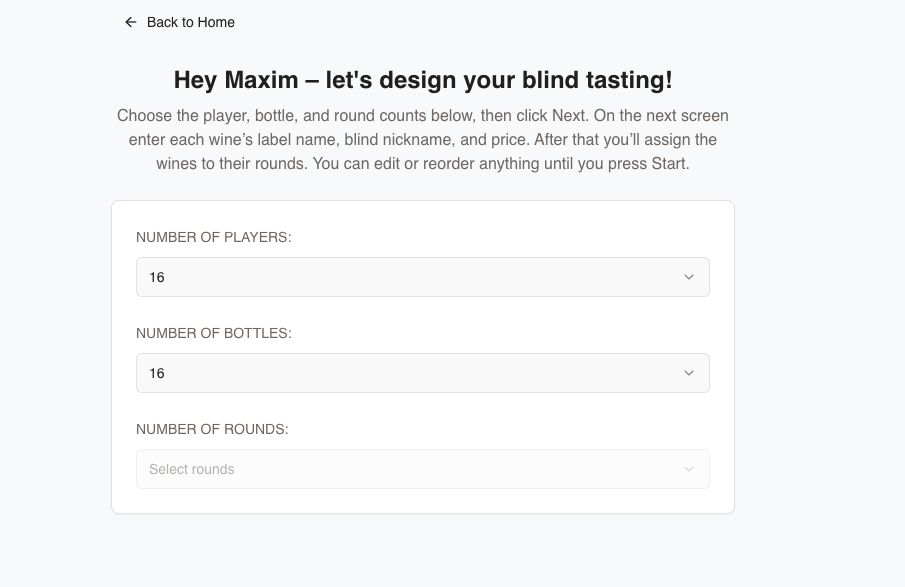 Back to Home
Hey Maxim – let's design your blind tasting!
Choose the player, bottle, and round counts below, then click Next. On the next screen
enter each wine’s label name, blind nickname, and price. After that you’ll assign the
wines to their rounds. You can edit or reorder anything until you press Start.
NUMBER OF PLAYERS:
16
NUMBER OF BOTTLES:
16
NUMBER OF ROUNDS:
Select rounds